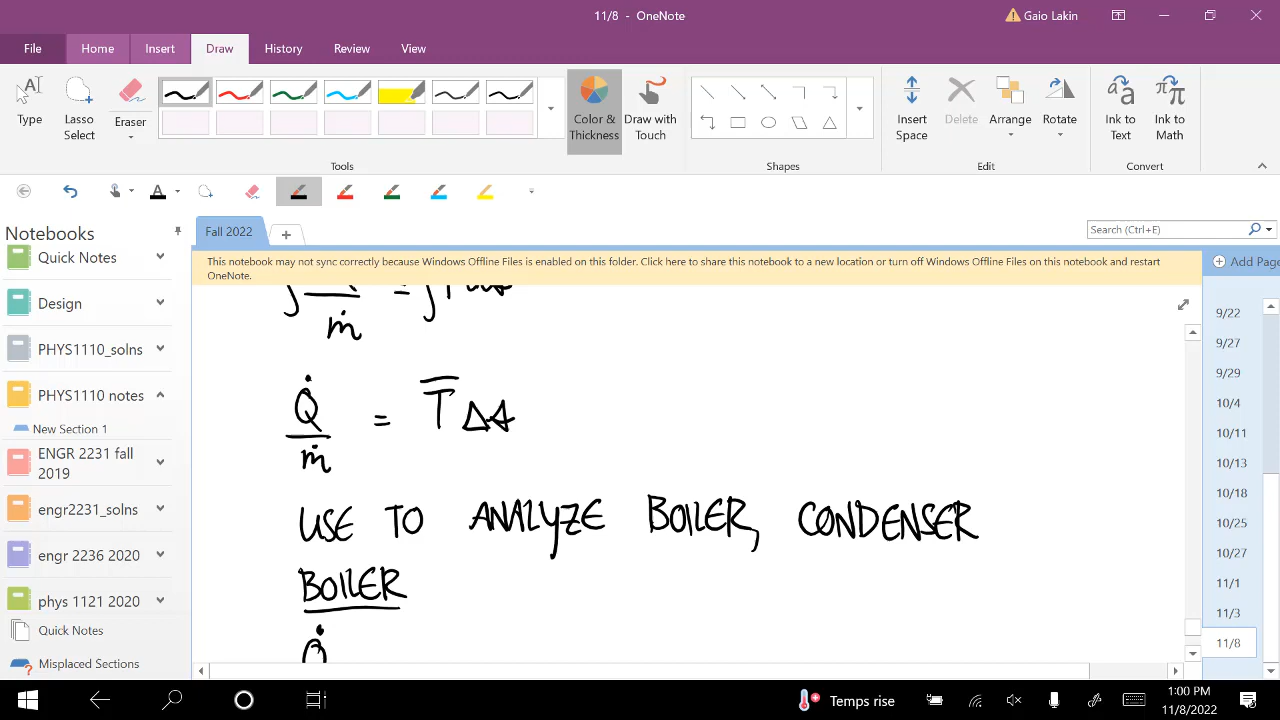 11/8 - OneNote
Gaio Lakin
File Home Insert Draw History Review View
Type
Lasso Select
Eraser
Color & Thickness
Draw with Touch
Insert Space
Delete
Arrange
Rotate
Ink to Text
Ink to Math
Tools
Shapes
Edit
Convert
Notebooks
Fall 2022
Search (Ctrl+E)
This notebook may not sync correctly because Windows Offline Files is enabled on this folder. Click here to share this notebook to a new location or turn off Windows Offline Files on this notebook and restart
OneNote.
Add Page
Quick Notes
Design
PHYS1110_solns
PHYS1110 notes
New Section 1
ENGR 2231 fall
2019
engr2231_solns
engr 2236 2020
phys 1121 2020
Quick Notes
Misplaced Sections
ṁ
Q̇/ṁ = T̅ Δs
USE TO ANALYZE BOILER, CONDENSER
BOILER
Q̇
9/22
9/27
9/29
10/4
10/11
10/13
10/18
10/25
10/27
11/1
11/3
11/8
Temps rise
1:00 PM
11/8/2022